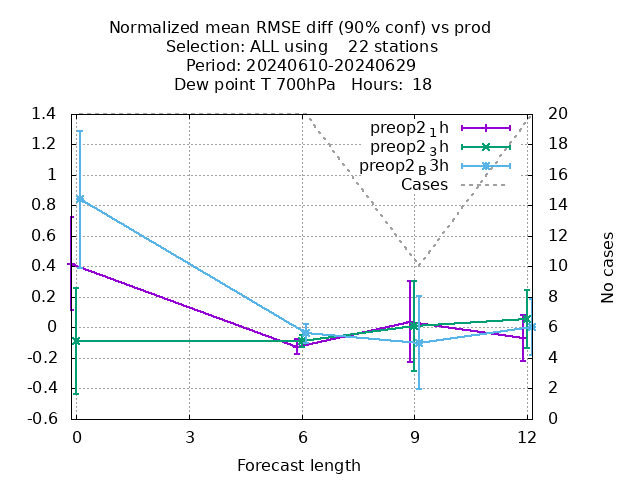 Normalized mean RMSE diff (90% conf) vs prod
Selection: ALL using    22 stations
Period: 20240610-20240629
Dew point T 700hPa   Hours:  18
preop2 1h
preop2 3h
preop2 B3h
Cases
1.4
1.2
1
0.8
0.6
0.4
0.2
0
-0.2
-0.4
-0.6
20
18
16
14
12
10
8
6
4
2
0
No cases
0 3 6 9 12
Forecast length